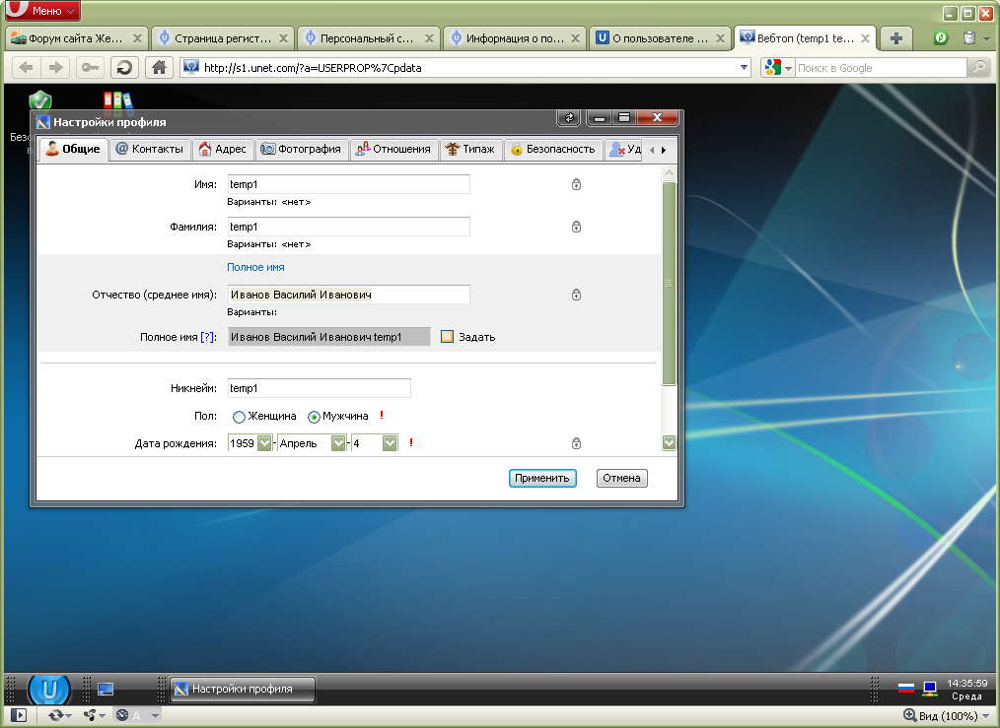 Меню
Форум сайта Же...
Страница регист...
Персональный с...
Информация о по...
О пользователе ...
Вебтоп (temp1 te...
http://s1.unet.com/?a=USERPROP%7Cpdata
Поиск в Google
Настройки профиля
Общие
Контакты
Адрес
Фотография
Отношения
Типаж
Безопасность
Уд
Имя: temp1
Варианты: <нет>
Фамилия: temp1
Варианты: <нет>
Полное имя
Отчество (среднее имя): Иванов Василий Иванович
Варианты:
Полное имя [?]: Иванов Василий Иванович temp1 Задать
Никнейм: temp1
Пол: Женщина Мужчина !
Дата рождения: 1959 - Апрель - 4 !
Применить Отмена
U Настройки профиля
14:35:59
Среда
A
Вид (100%)